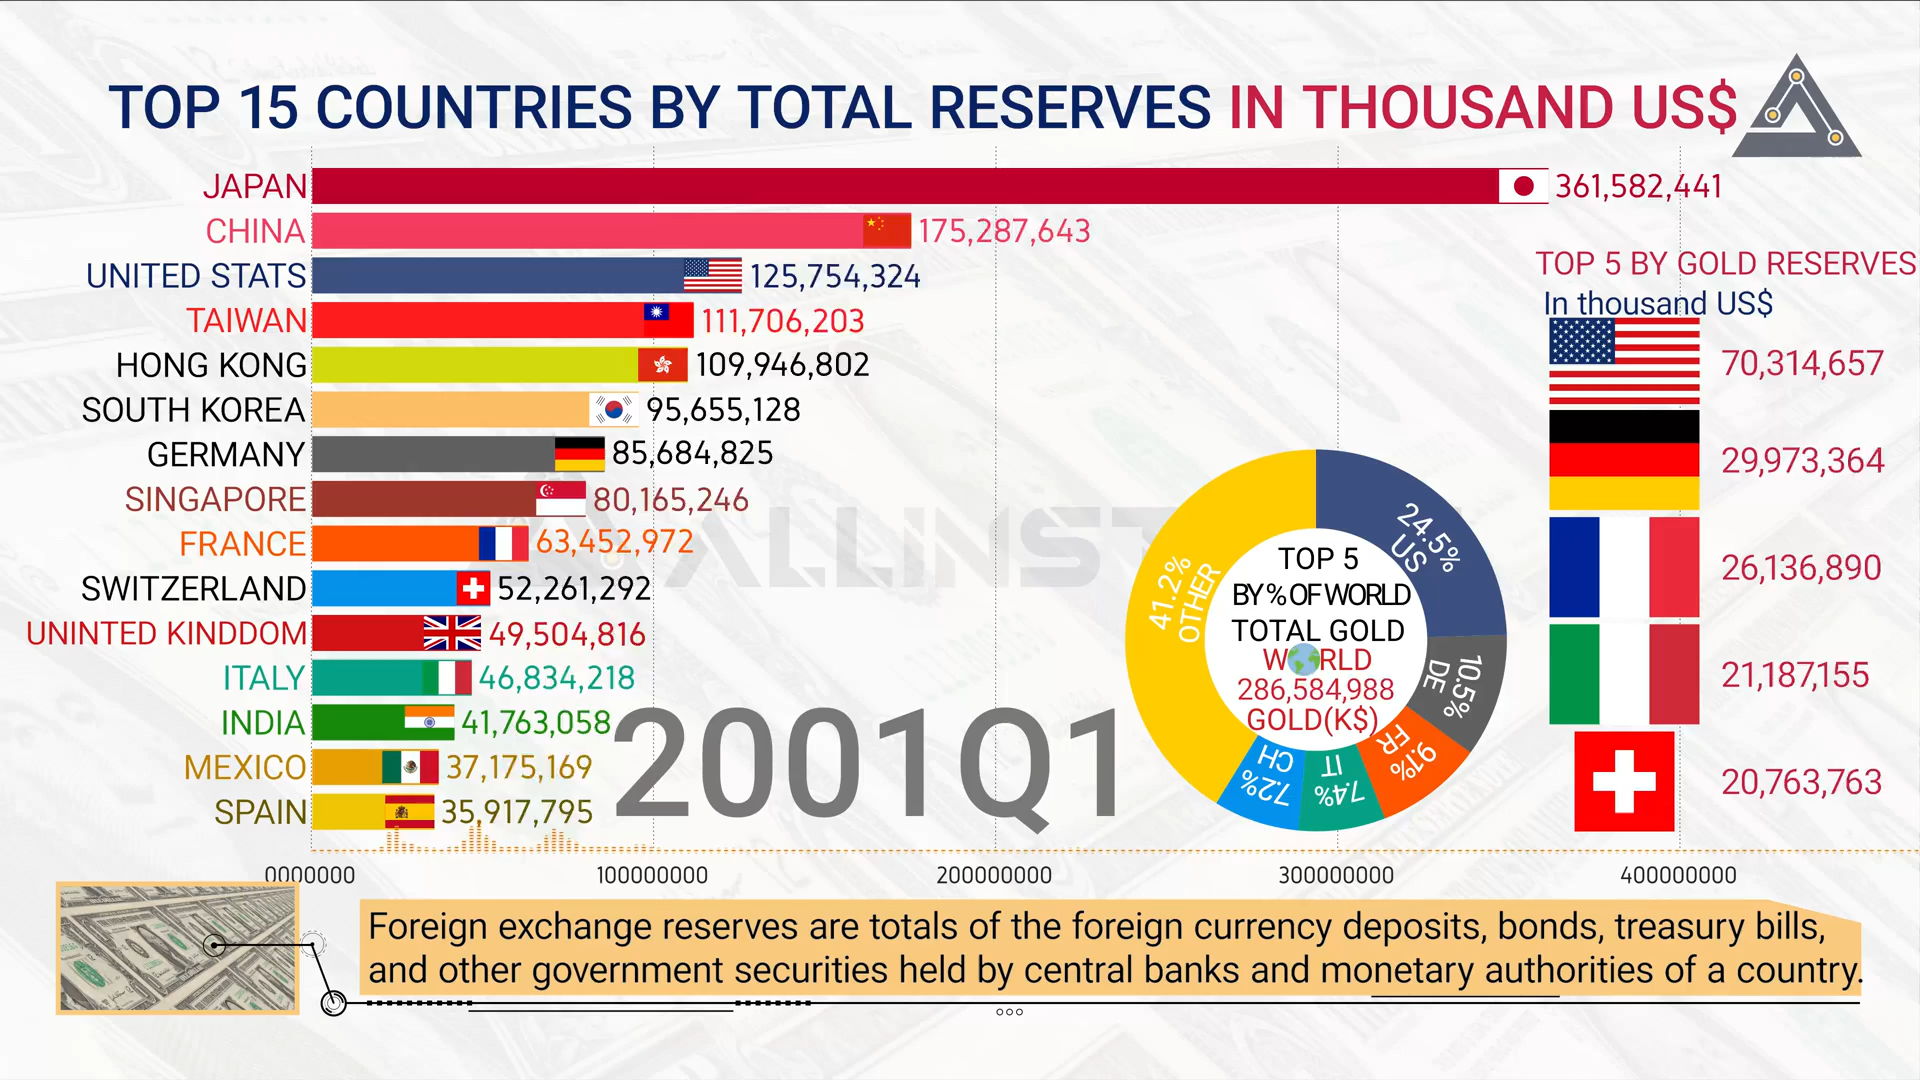 TOP 15 COUNTRIES BY TOTAL RESERVES IN THOUSAND US$
JAPAN 361,582,441
CHINA 175,287,643
UNITED STATS 125,754,324
TAIWAN 111,706,203
HONG KONG 109,946,802
SOUTH KOREA 95,655,128
GERMANY 85,684,825
SINGAPORE 80,165,246
FRANCE 63,452,972
SWITZERLAND 52,261,292
UNINTED KINDDOM 49,504,816
ITALY 46,834,218
INDIA 41,763,058
MEXICO 37,175,169
SPAIN 35,917,795
2001Q1
0000000 100000000 200000000 300000000 400000000
TOP 5 BY GOLD RESERVES
In thousand US$
70,314,657
29,973,364
26,136,890
21,187,155
20,763,763
TOP 5
BY % OF WORLD
TOTAL GOLD
W🌎RLD
286,584,988
GOLD(K$)
24.5%
US
10.5%
DE
9.1%
FR
7.4%
IT
7.2%
CH
41.2%
OTHER
Foreign exchange reserves are totals of the foreign currency deposits, bonds, treasury bills,
and other government securities held by central banks and monetary authorities of a country.